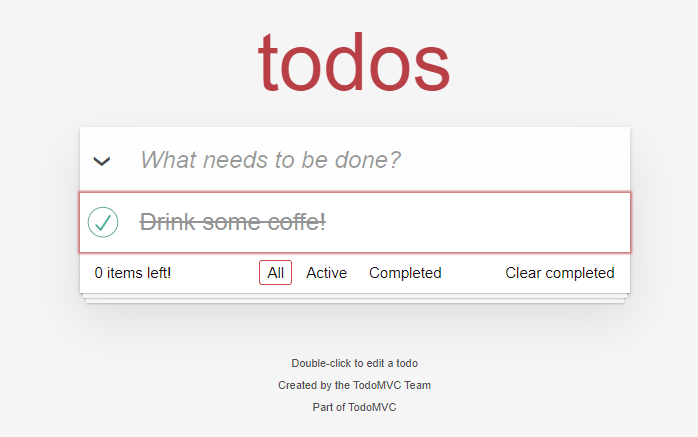 todos
What needs to be done?
Drink some coffe!
0 items left! All Active Completed Clear completed
Double-click to edit a todo
Created by the TodoMVC Team
Part of TodoMVC